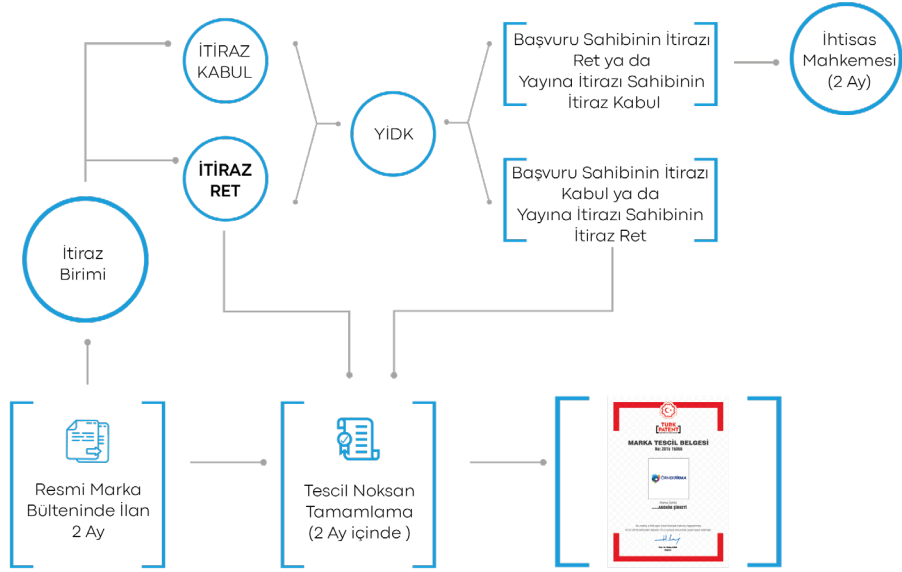 İTİRAZ
KABUL
İTİRAZ
RET
İtiraz
Birimi
YİDK
Başvuru Sahibinin İtirazı
Ret ya da
Yayına İtirazı Sahibinin
İtiraz Kabul
İhtisas
Mahkemesi
(2 Ay)
Başvuru Sahibinin İtirazı
Kabul ya da
Yayına İtirazı Sahibinin
İtiraz Ret
Resmi Marka
Bülteninde İlan
2 Ay
Tescil Noksan
Tamamlama
(2 Ay içinde )
TÜRK
PATENT
MARKA TESCİL BELGESİ